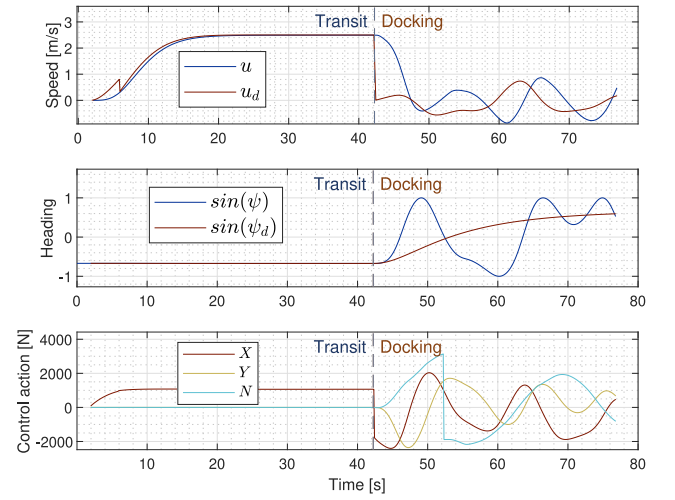 Transit Docking
Speed [m/s]
3
2
1
0
u
u_d
0 10 20 30 40 50 60 70
Transit Docking
Heading
1
0
-1
sin(ψ)
sin(ψ_d)
0 10 20 30 40 50 60 70 80
Transit Docking
Control action [N]
4000
2000
0
-2000
X
Y
N
10 20 30 40 50 60 70 80
Time [s]